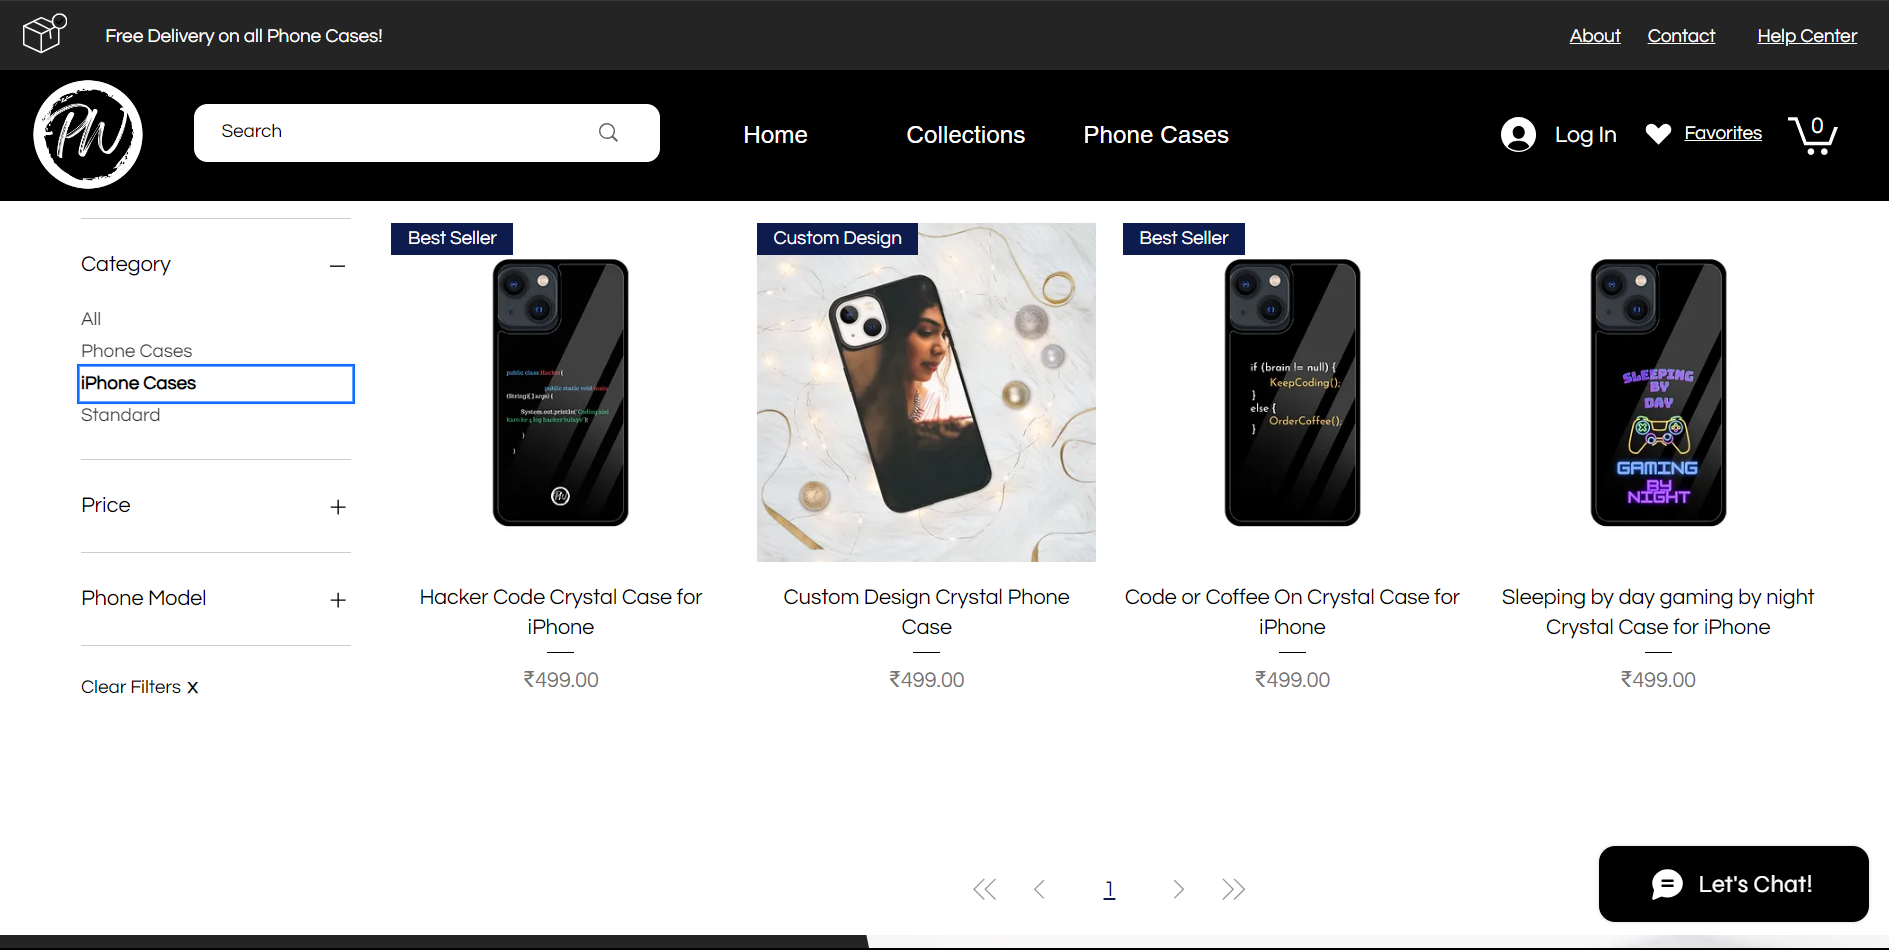 Free Delivery on all Phone Cases!
About
Contact
Help Center
PW
Search
Home
Collections
Phone Cases
Log In
Favorites
0
Category
All
Phone Cases
iPhone Cases
Standard
Price
Phone Model
Clear Filters X
Best Seller
public class Hacker {
public static void main
(String[] args) {
System.out.println("Coding
karo ke 4 log hacker bulaye");
}
}
PW
Hacker Code Crystal Case for
iPhone
₹499.00
Custom Design
Custom Design Crystal Phone
Case
₹499.00
Best Seller
if (brain != null) {
KeepCoding();
}
else {
OrderCoffee();
}
Code or Coffee On Crystal Case for
iPhone
₹499.00
SLEEPING
BY
DAY
GAMING
BY
NIGHT
Sleeping by day gaming by night
Crystal Case for iPhone
₹499.00
1
Let's Chat!